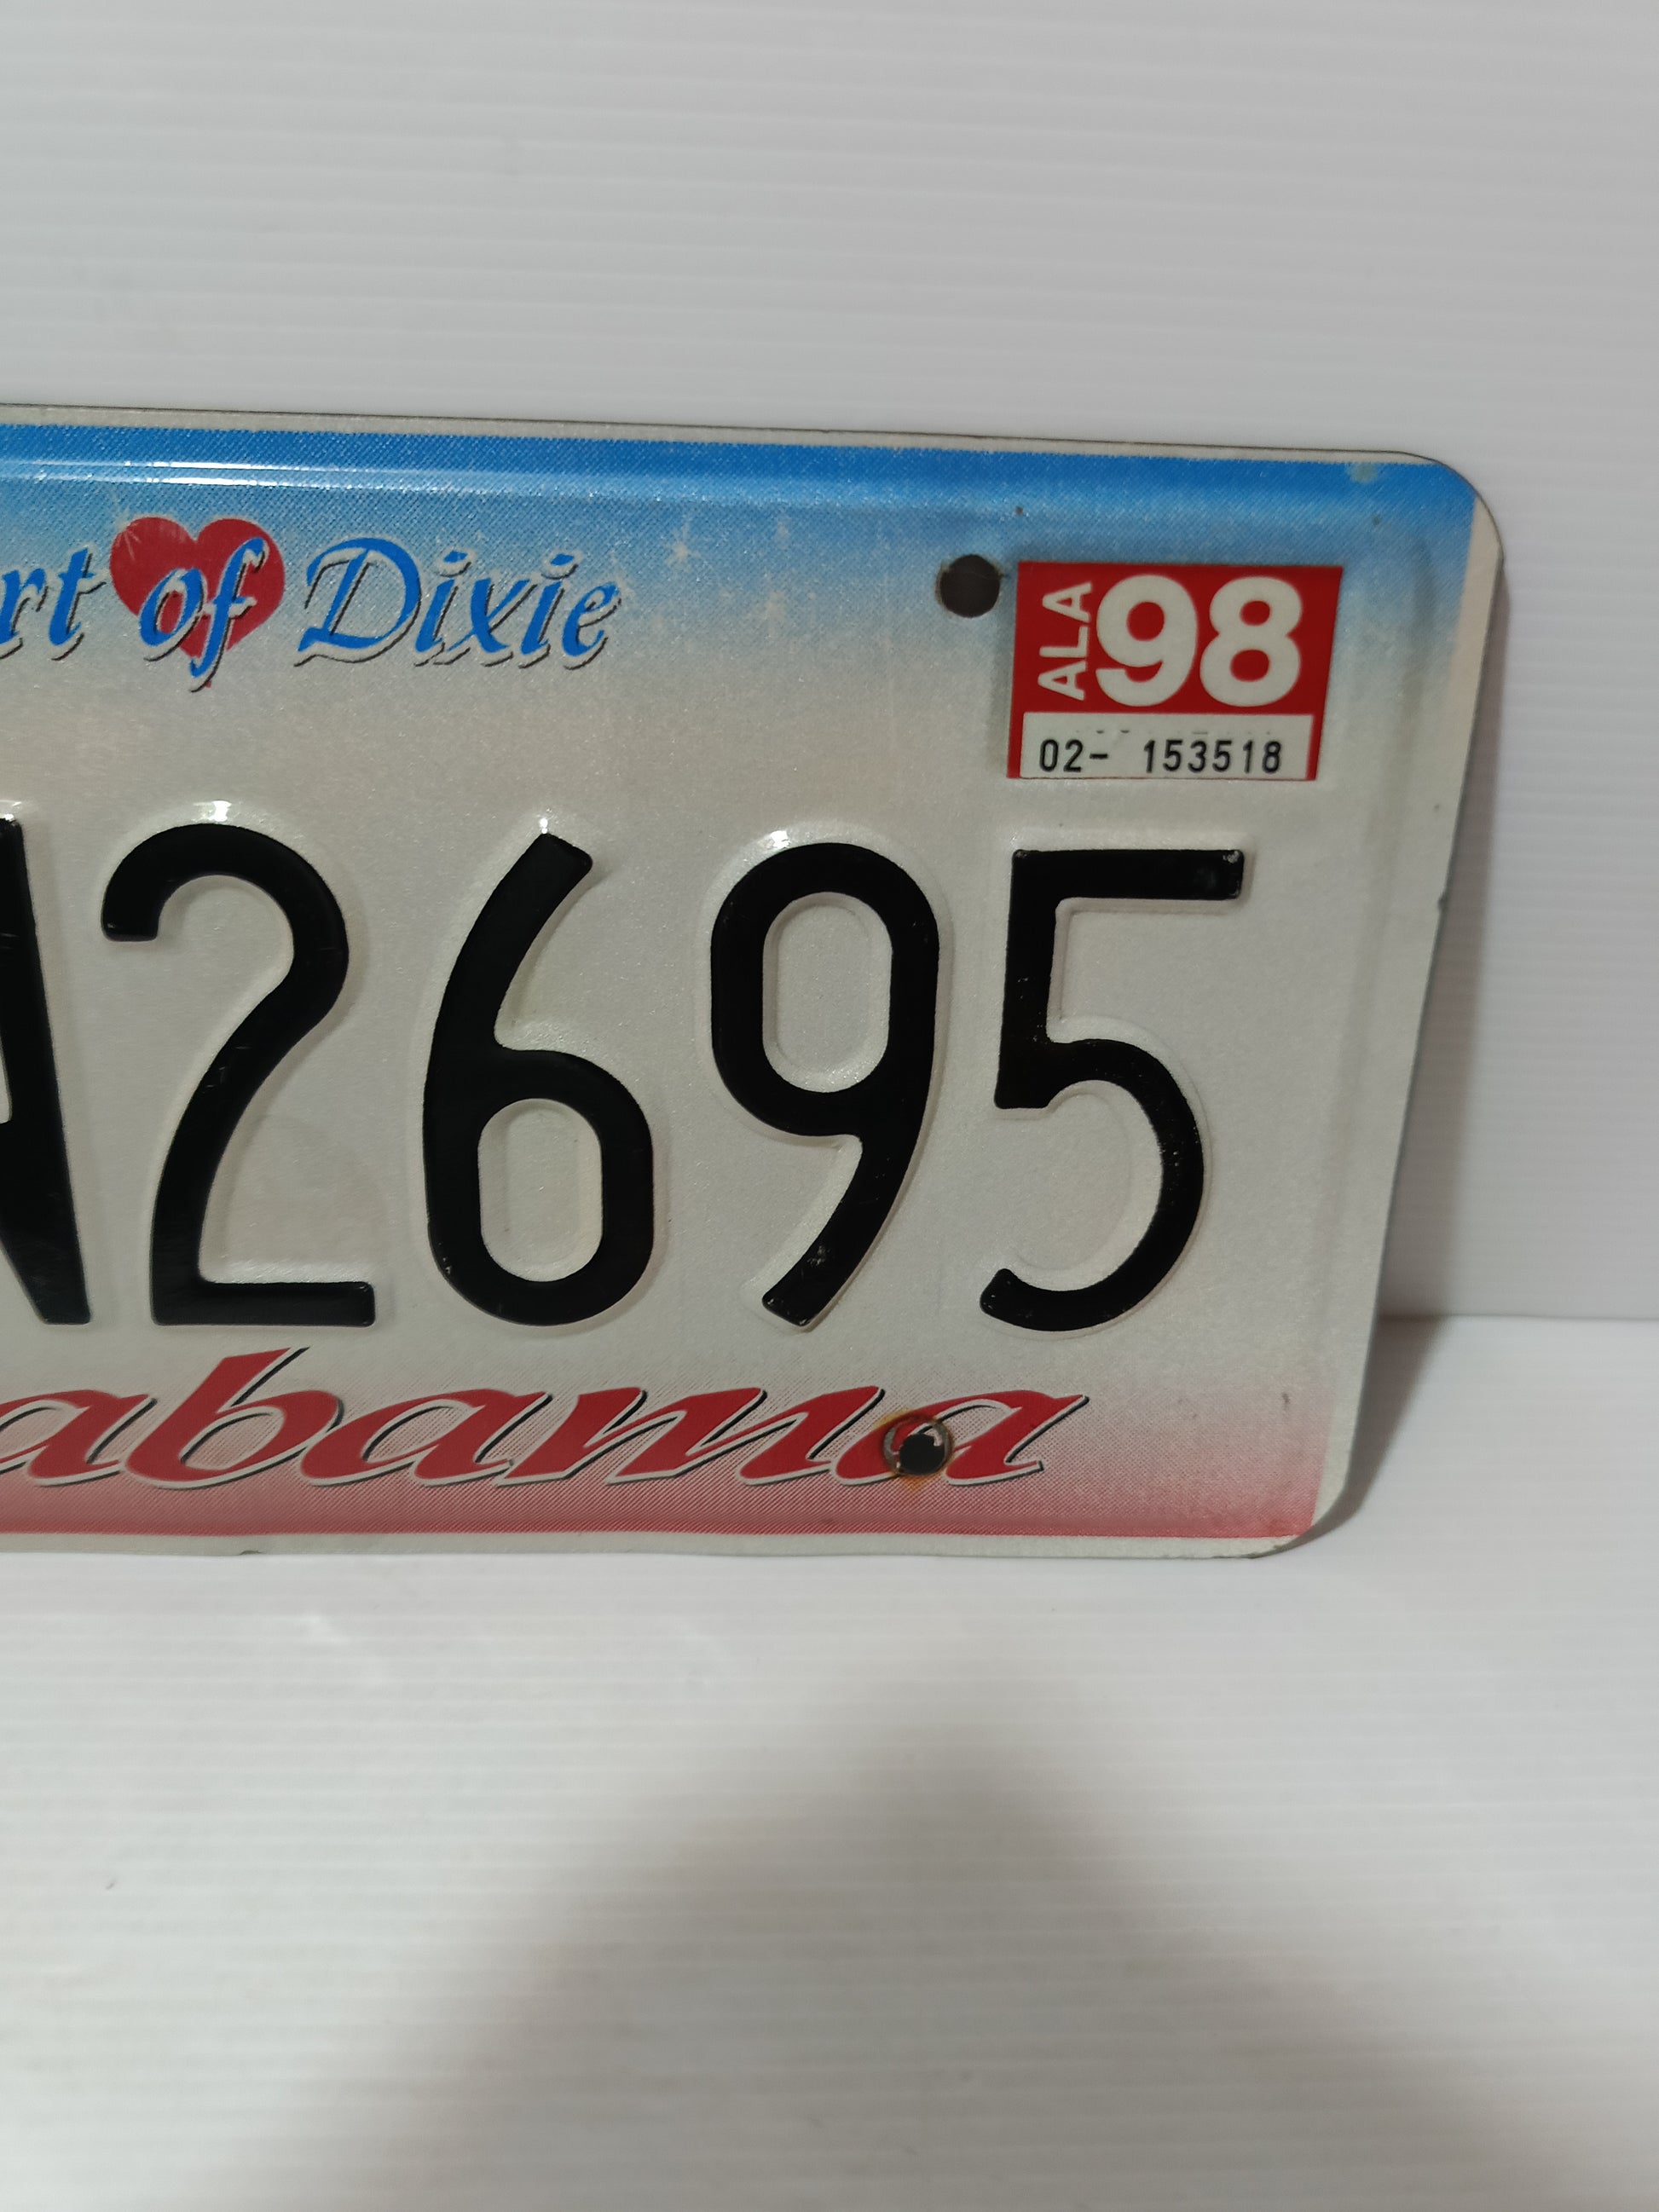 rt of Dixie
ALA 98
02- 153518
A2695
abama